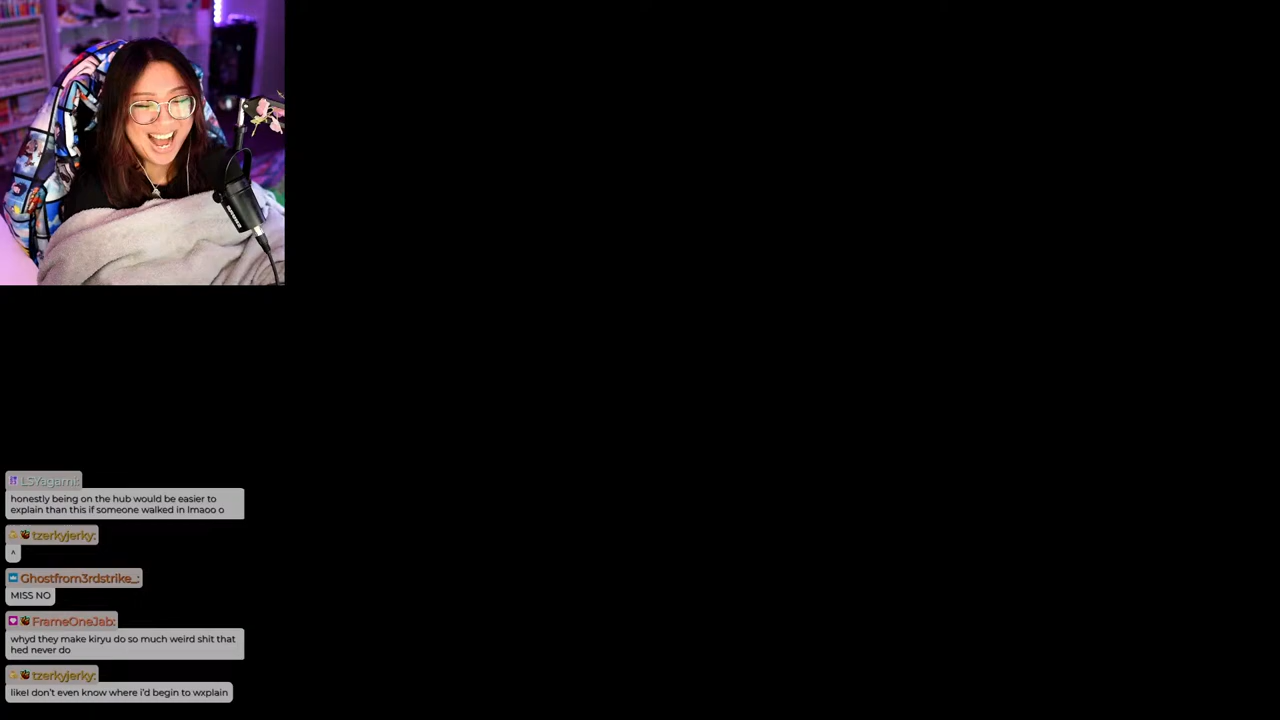 LSYagami:
honestly being on the hub would be easier to
explain than this if someone walked in lmaoo o
tzerkyjerky:
^
Ghostfrom3rdstrike_:
MISS NO
FrameOneJab:
whyd they make kiryu do so much weird shit that
hed never do
tzerkyjerky:
likeI don't even know where i'd begin to wxplain